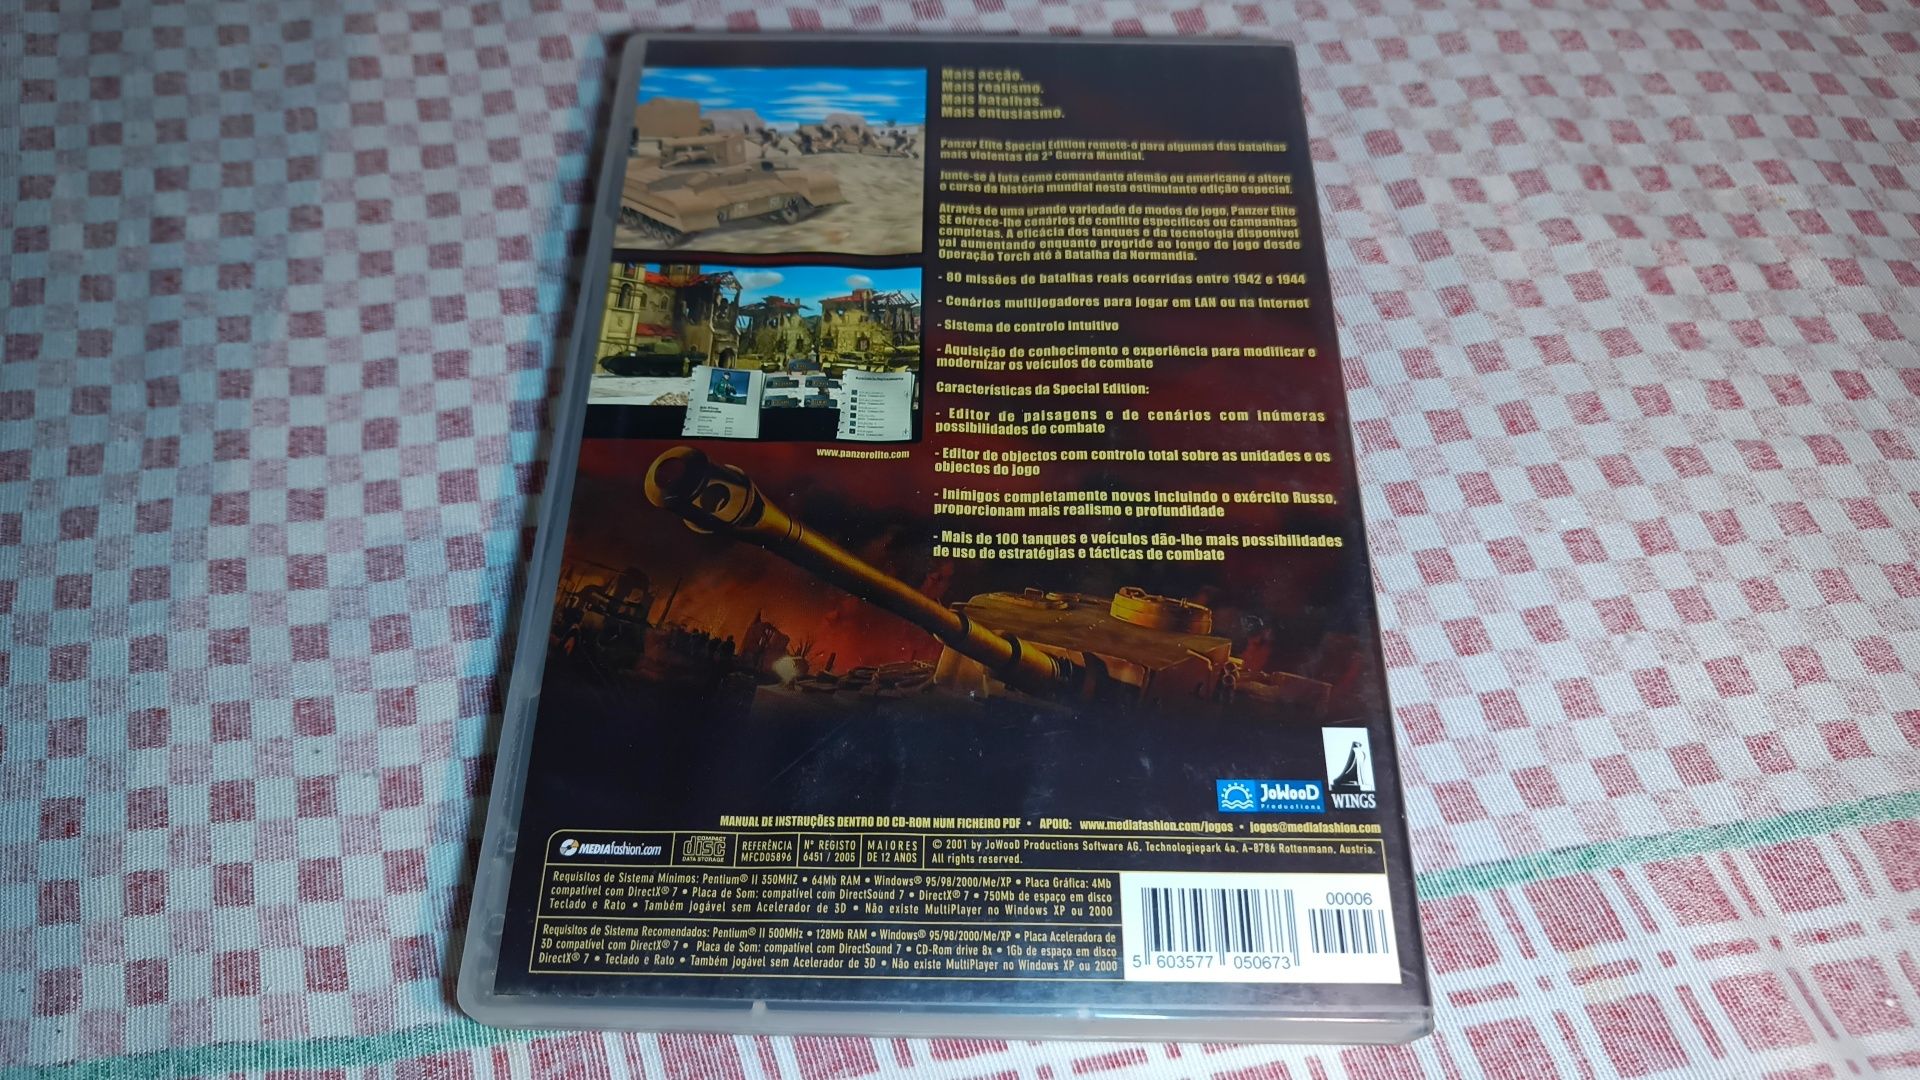 Mais acção.
Mais realismo.
Mais batalhas.
Mais entusiasmo.
Panzer Elite Special Edition remete-o para algumas das batalhas
mais violentas da 2ª Guerra Mundial.
Junte-se à luta como comandante alemão ou americano e altere
o curso da história mundial nesta estimulante edição especial.
Através de uma grande variedade de modos de jogo, Panzer Elite
SE oferece-lhe cenários de conflito específicos ou campanhas
completas. A eficácia dos tanques e da tecnologia disponível
vai aumentando enquanto progride ao longo do jogo desde
Operação Torch até à Batalha da Normandia.
- 80 missões de batalhas reais ocorridas entre 1942 e 1944
- Cenários multijogadores para jogar em LAN ou na Internet
- Sistema de controlo intuitivo
- Aquisição de conhecimento e experiência para modificar e
modernizar os veículos de combate
Características da Special Edition:
- Editor de paisagens e de cenários com inúmeras
possibilidades de combate
- Editor de objectos com controlo total sobre as unidades e os
objectos do jogo
- Inimigos completamente novos incluindo o exército Russo,
proporcionam mais realismo e profundidade
- Mais de 100 tanques e veículos dão-lhe mais possibilidades
de uso de estratégias e tácticas de combate
www.panzerelite.com
JoWooD
Productions
WINGS
MANUAL DE INSTRUÇÕES DENTRO DO CD-ROM NUM FICHEIRO PDF • APOIO: www.mediafashion.com/jogos • jogos@mediafashion.com
MEDIAfashion.com
COMPACT
disc
DATA STORAGE
REFERÊNCIA
MFCD05896
Nº REGISTO
6451 / 2005
MAIORES
DE 12 ANOS
© 2001 by JoWooD Productions Software AG, Technologiepark 4a, A-8786 Rottenmann, Austria.
All rights reserved.
Requisitos de Sistema Mínimos: Pentium® II 350MHZ • 64Mb RAM • Windows® 95/98/2000/Me/XP • Placa Gráfica: 4Mb
compatível com DirectX® 7 • Placa de Som: compatível com DirectSound 7 • DirectX® 7 • 750Mb de espaço em disco
Teclado e Rato • Também jogável sem Acelerador de 3D • Não existe MultiPlayer no Windows XP ou 2000
Requisitos de Sistema Recomendados: Pentium® II 500MHz • 128Mb RAM • Windows® 95/98/2000/Me/XP • Placa Aceleradora de
3D compatível com DirectX® 7 • Placa de Som: compatível com DirectSound 7 • CD-Rom drive 8x • 1Gb de espaço em disco
DirectX® 7 • Teclado e Rato • Também jogável sem Acelerador de 3D • Não existe MultiPlayer no Windows XP ou 2000
00006
5 603577 050673